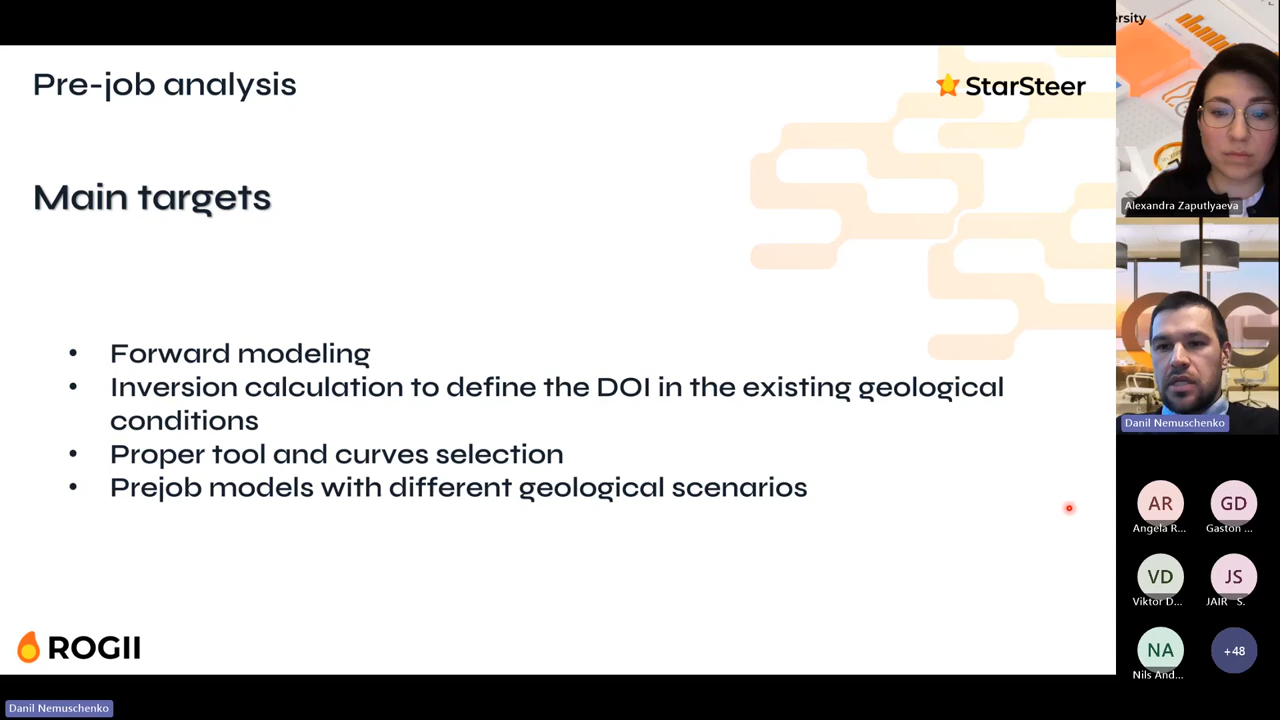 Pre-job analysis
StarSteer
Main targets
• Forward modeling
• Inversion calculation to define the DOI in the existing geological
conditions
• Proper tool and curves selection
• Prejob models with different geological scenarios
ROGII
Danil Nemuschenko
ersity
Alexandra Zaputlyaeva
Danil Nemuschenko
AR
GD
Angela R...
Gaston ...
VD
JS
Viktor D...
JAIR S.
NA
+48
Nils And...